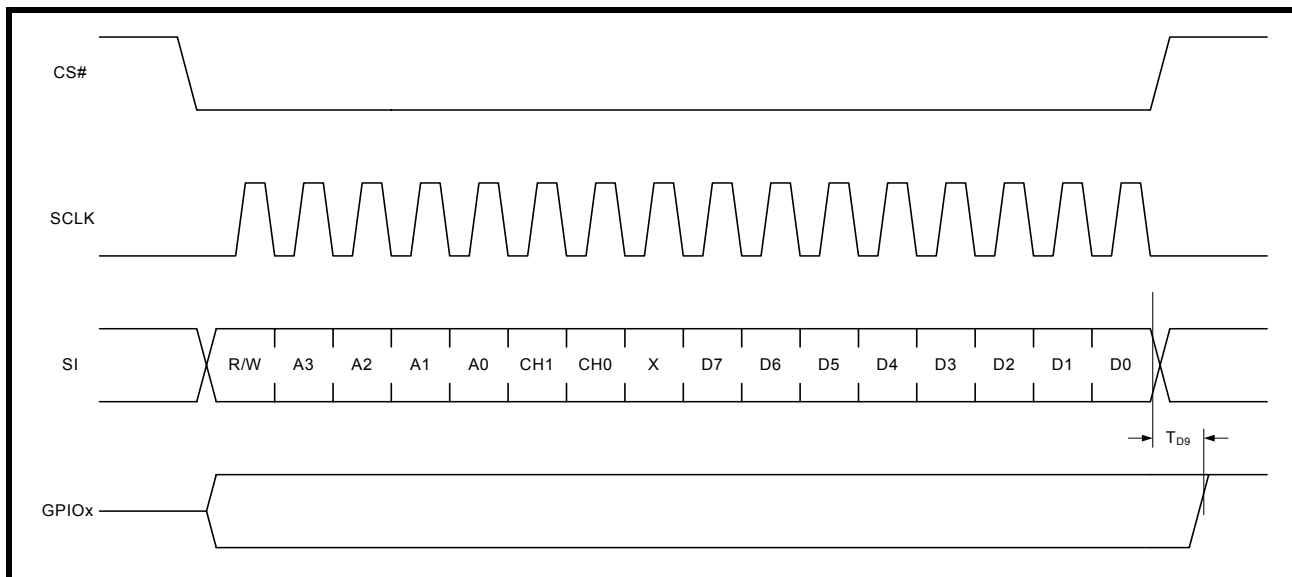 CS#
SCLK
SI R/W A3 A2 A1 A0 CH1 CH0 X D7 D6 D5 D4 D3 D2 D1 D0
TD9
GPIOx